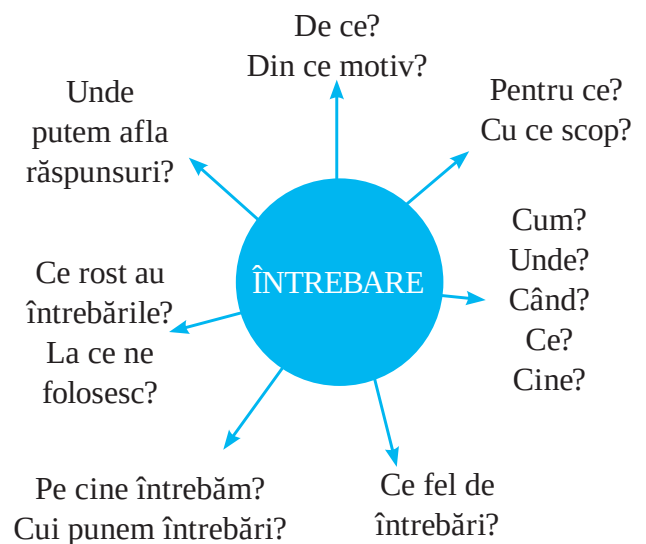 De ce?
Din ce motiv?
Pentru ce?
Cu ce scop?
Cum?
Unde?
Când?
Ce?
Cine?
Ce fel de
întrebări?
Pe cine întrebăm?
Cui punem întrebări?
Ce rost au
întrebările?
La ce ne
folosesc?
Unde
putem afla
răspunsuri?
ÎNTREBARE